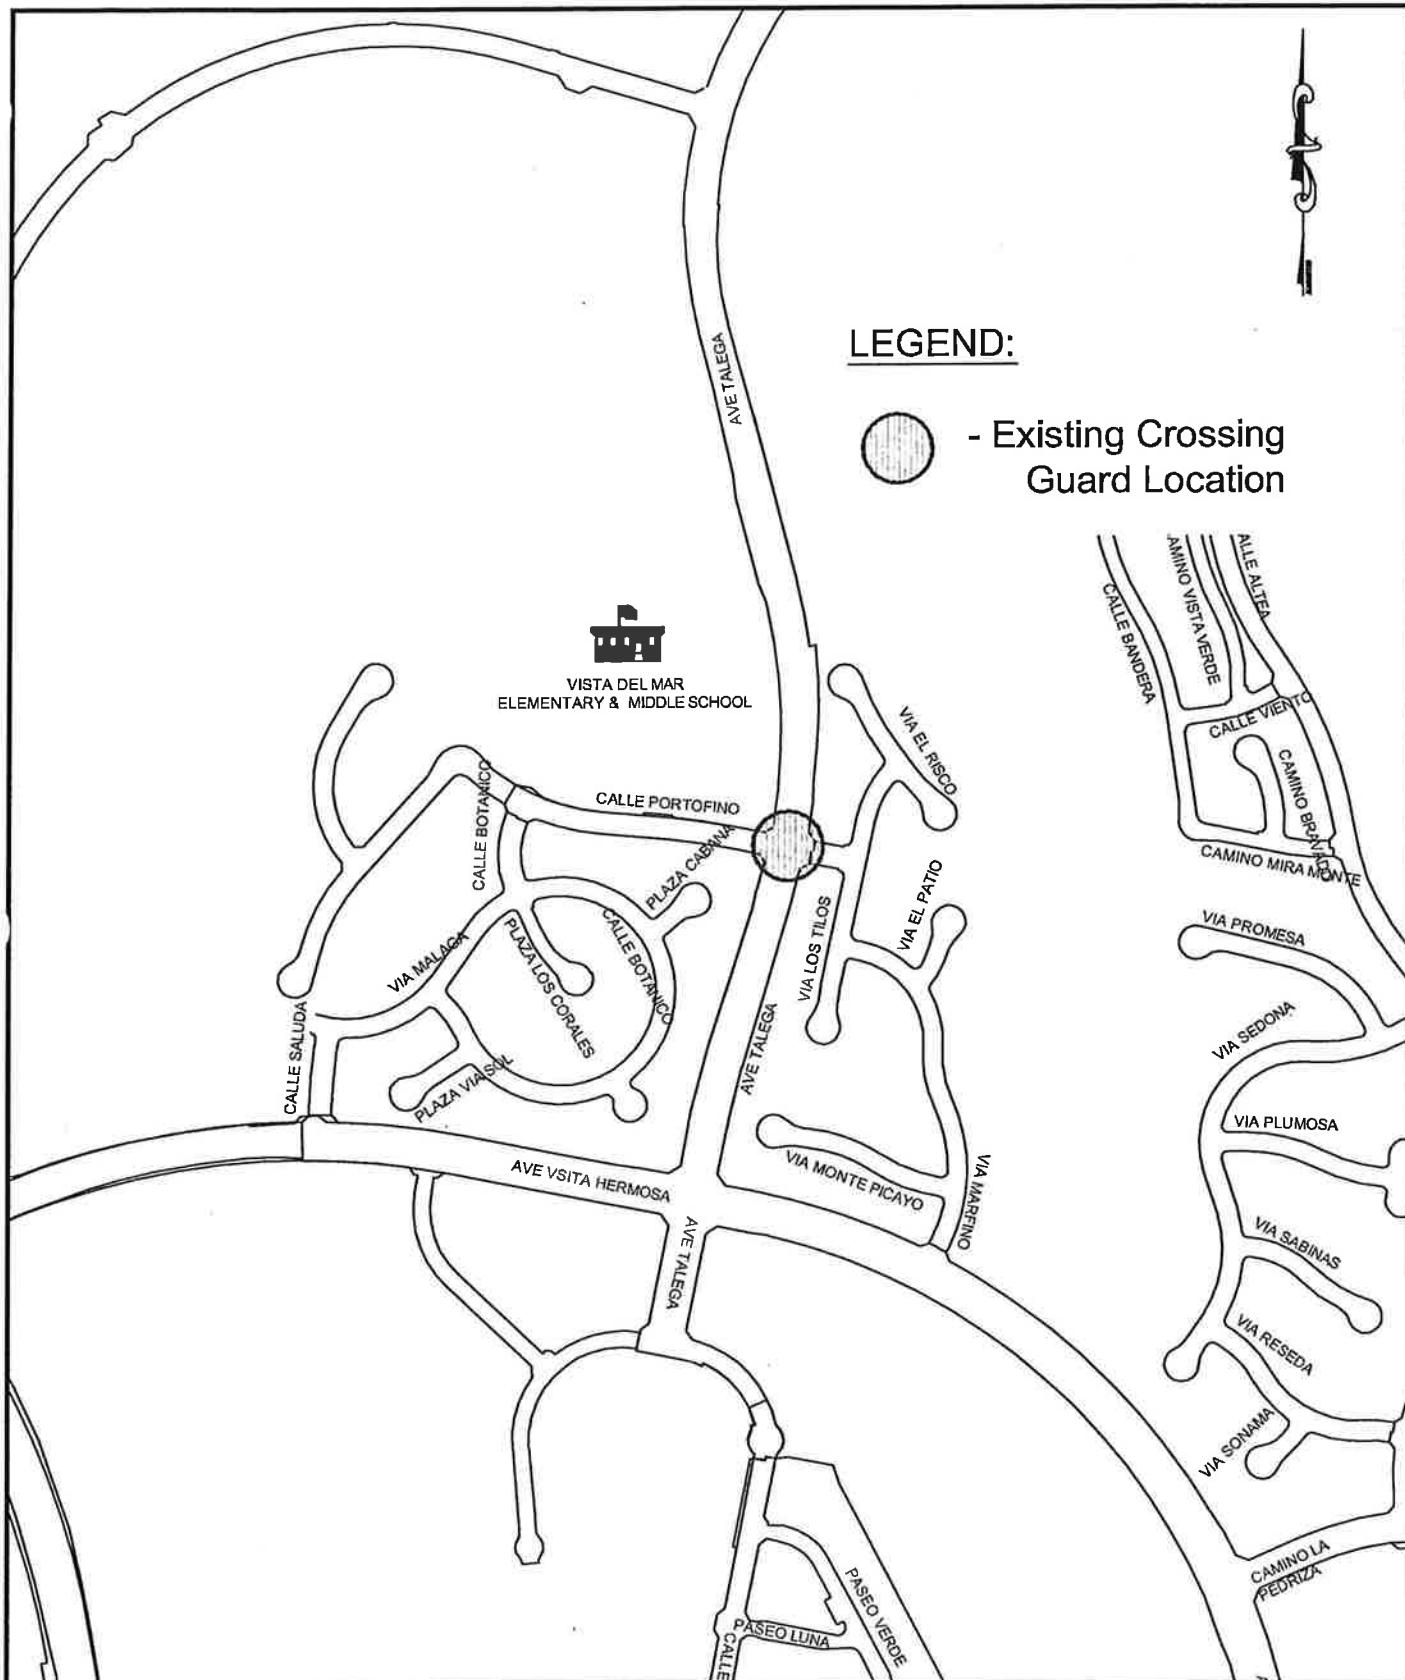 AVE TALEGA
LEGEND:
- Existing Crossing
Guard Location
AMINO VISTA VERDE
ALLE ALTEA
CALLE BANDERA
VISTA DEL MAR
ELEMENTARY & MIDDLE SCHOOL
VIA EL RISCO
CALLE VIENTO
CAMINO BRAVADO
CALLE BOTANICO
CALLE PORTOFINO
PLAZA CABANA
CAMINO MIRA MONTE
VIA EL PATIO
VIA LOS TILOS
VIA PROMESA
VIA MALAGA
PLAZA LOS CORALES
CALLE BOTANICO
CALLE SALUDA
AVE TALEGA
VIA SEDONA
PLAZA VIA SOL
VIA PLUMOSA
AVE VSITA HERMOSA
VIA MONTE PICAYO
VIA MARFINO
AVE TALEGA
VIA SABINAS
VIA RESEDA
VIA SONAMA
CAMINO LA
PEDRIZA
PASEO VERDE
PASEO LUNA
CALLE